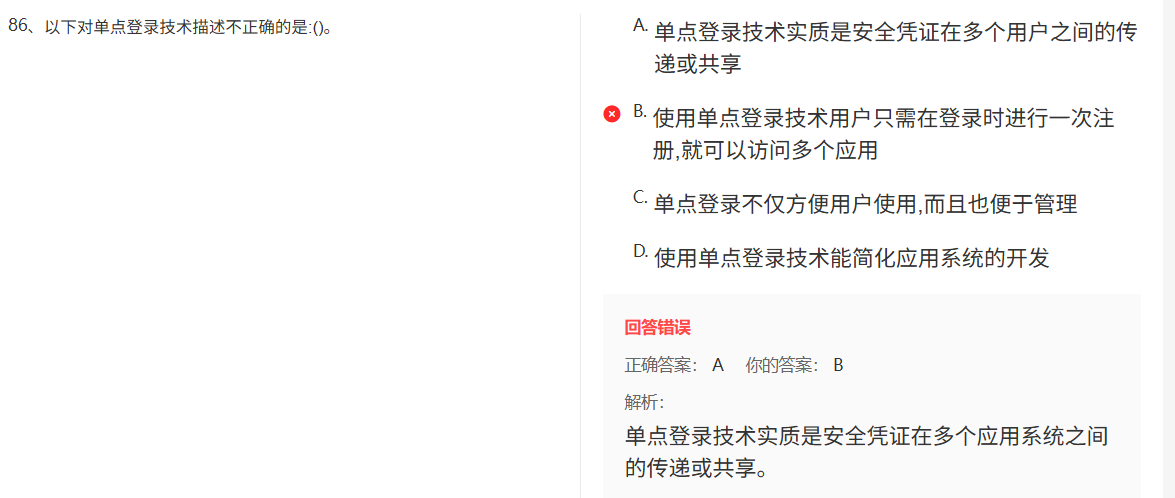 86、以下对单点登录技术描述不正确的是:()。
A. 单点登录技术实质是安全凭证在多个用户之间的传
递或共享
B. 使用单点登录技术用户只需在登录时进行一次注
册,就可以访问多个应用
C. 单点登录不仅方便用户使用,而且也便于管理
D. 使用单点登录技术能简化应用系统的开发
回答错误
正确答案： A 你的答案： B
解析：
单点登录技术实质是安全凭证在多个应用系统之间
的传递或共享。